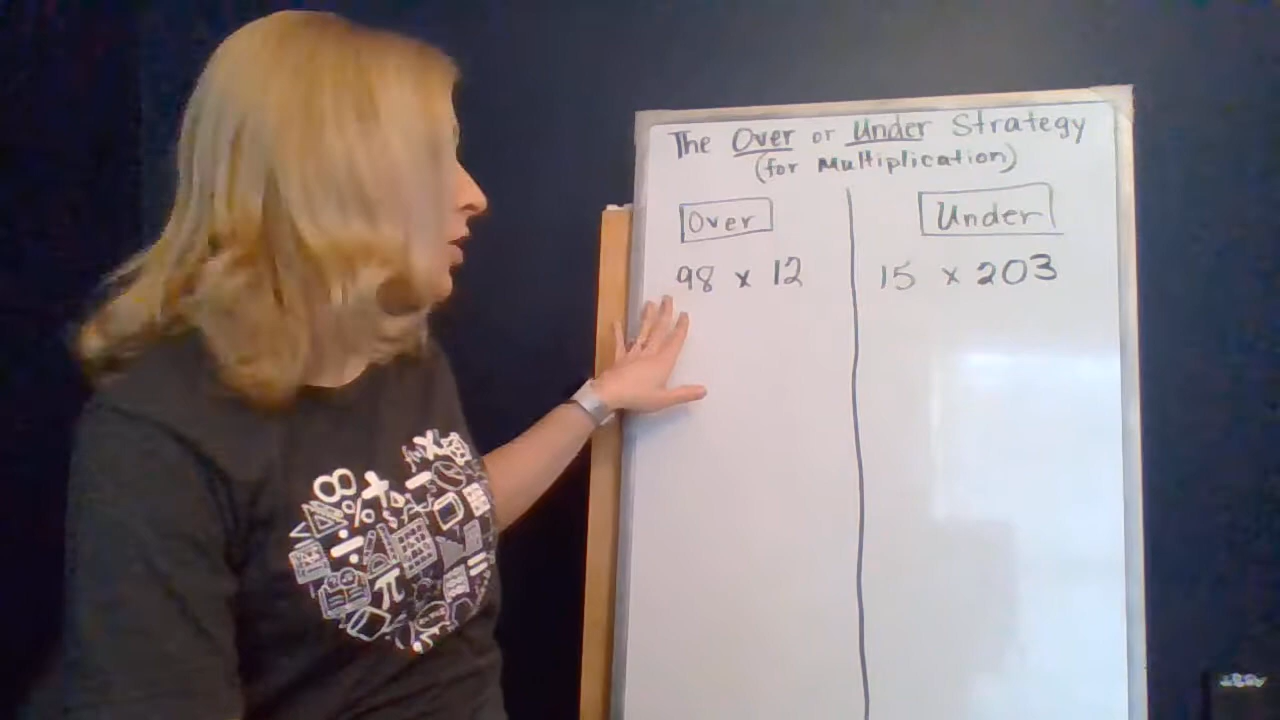 The Over or Under Strategy
(for Multiplication)
Over
98 x 12
Under
15 x 203